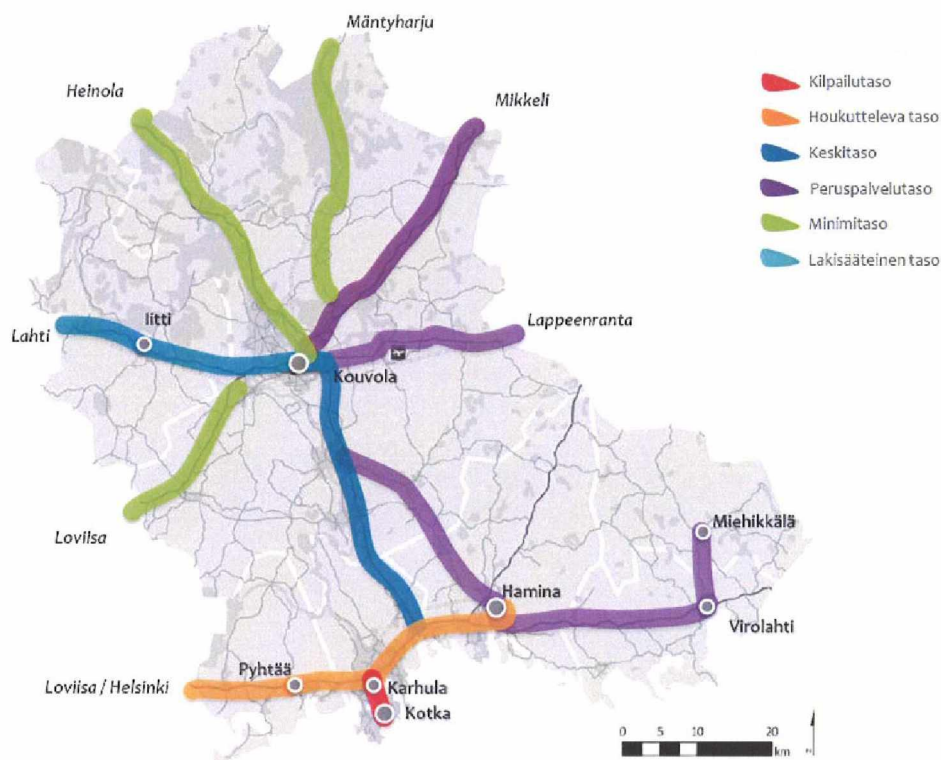 Mäntyharju
Heinola
Mikkeli
Kilpailutaso
Houkutteleva taso
Keskitaso
Peruspalvelutaso
Minimitaso
Lakisääteinen taso
Iitti
Lahti
Lappeenranta
Kouvola
Loviisa
Miehikkälä
Hamina
Virolahti
Pyhtää
Loviisa / Helsinki
Karhula
Kotka
0 5 10 20
km